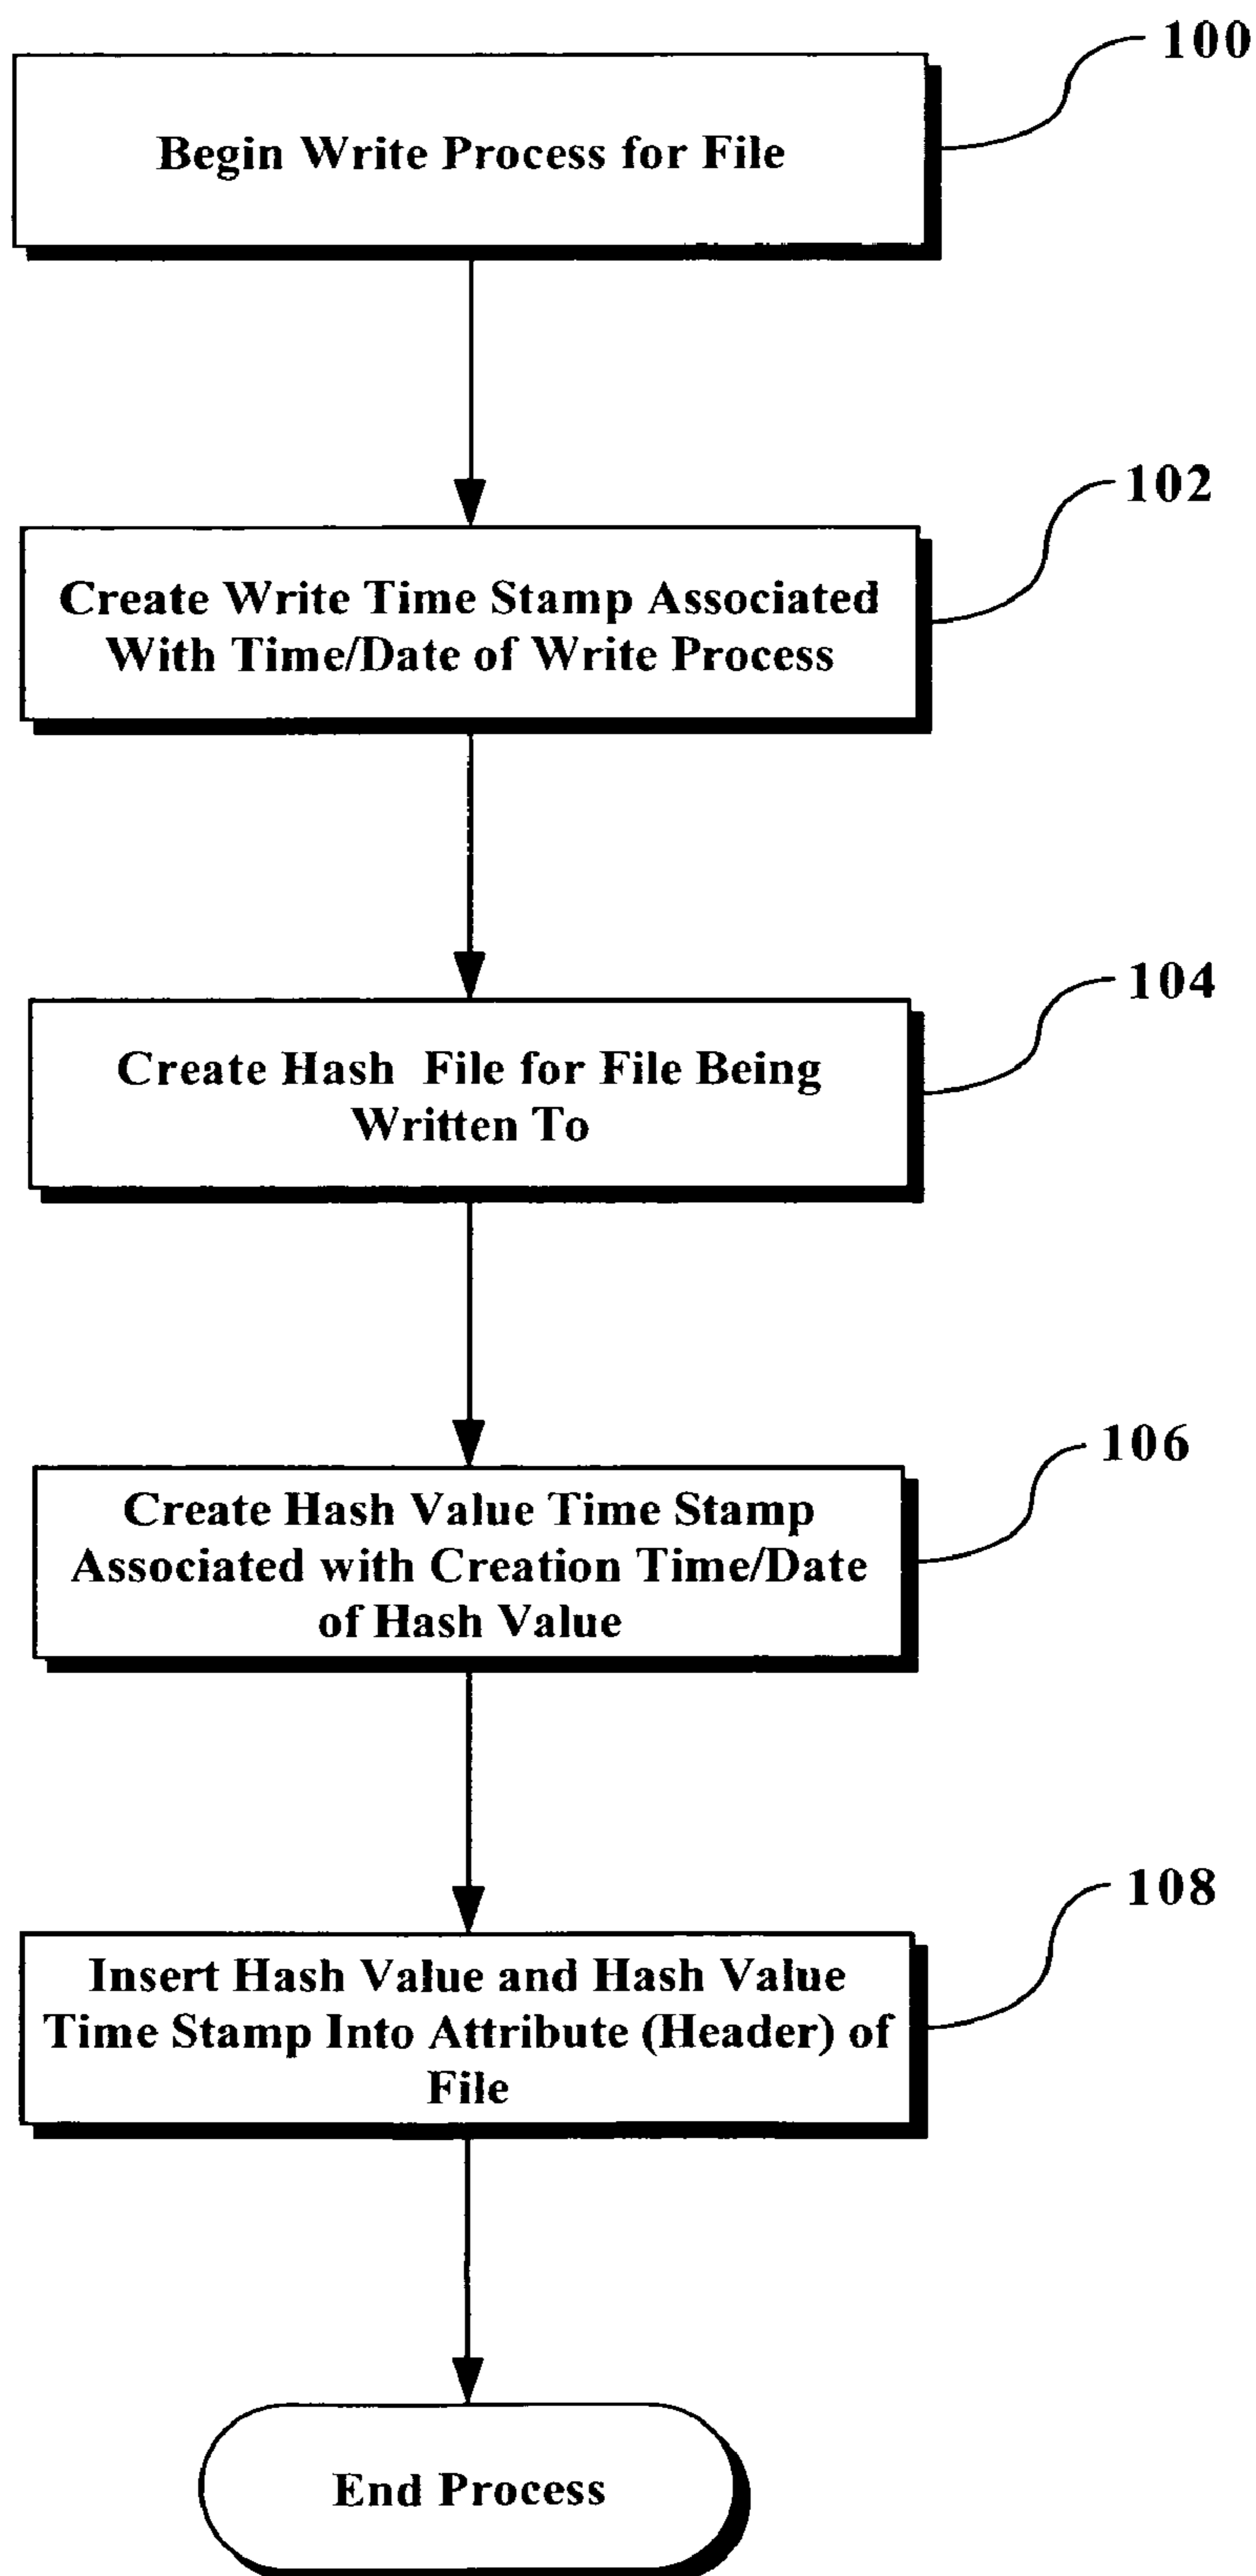 100
Begin Write Process for File
102
Create Write Time Stamp Associated
With Time/Date of Write Process
104
Create Hash File for File Being
Written To
106
Create Hash Value Time Stamp
Associated with Creation Time/Date
of Hash Value
108
Insert Hash Value and Hash Value
Time Stamp Into Attribute (Header) of
File
End Process